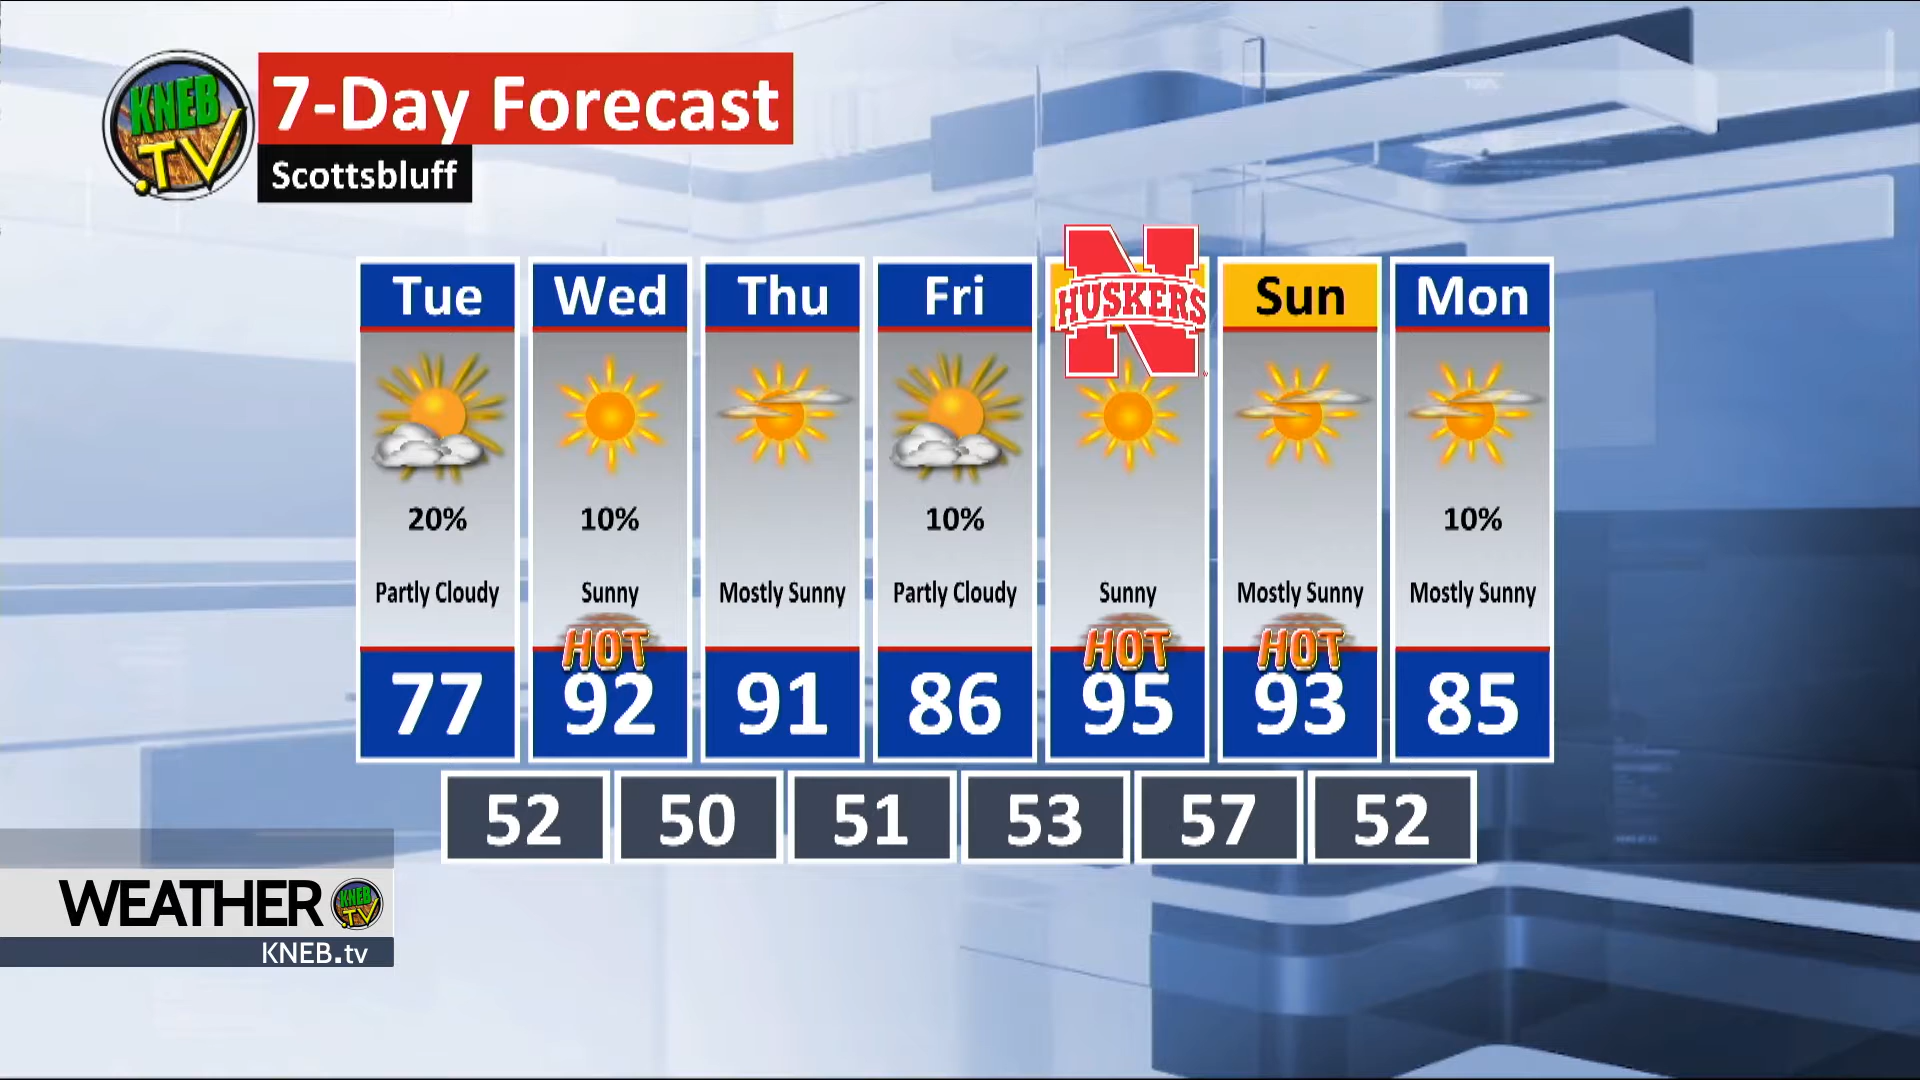 KNEB
.TV
7-Day Forecast
Scottsbluff
Tue Wed Thu Fri N HUSKERS Sun Mon
20% 10% 10% 10%
Partly Cloudy Sunny Mostly Sunny Partly Cloudy Sunny Mostly Sunny Mostly Sunny
HOT HOT HOT
77 92 91 86 95 93 85
52 50 51 53 57 52
WEATHER KNEB .TV
KNEB.tv